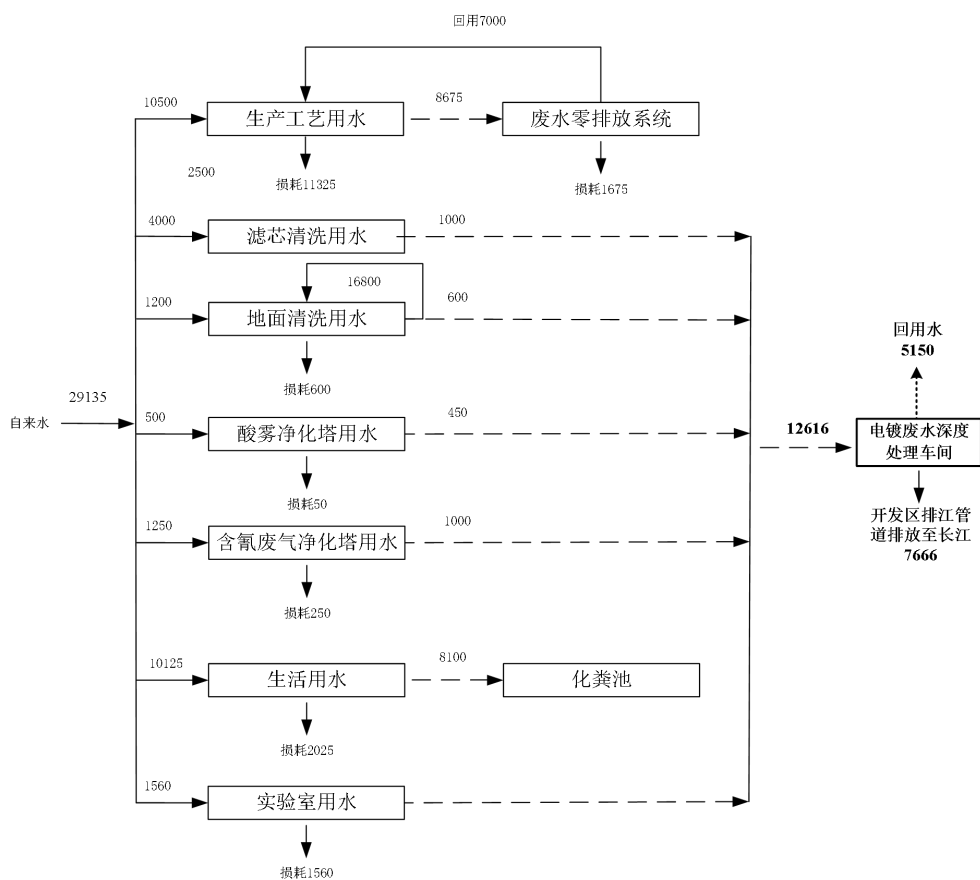 回用7000
10500
生产工艺用水
8675
废水零排放系统
2500
损耗11325
损耗1675
4000
滤芯清洗用水
1000
16800
1200
地面清洗用水
600
回用水
5150
损耗600
29135
自来水
500
酸雾净化塔用水
450
12616
电镀废水深度
处理车间
损耗50
1250
含氰废气净化塔用水
1000
开发区排江管
道排放至长江
7666
损耗250
10125
生活用水
8100
化粪池
损耗2025
1560
实验室用水
损耗1560